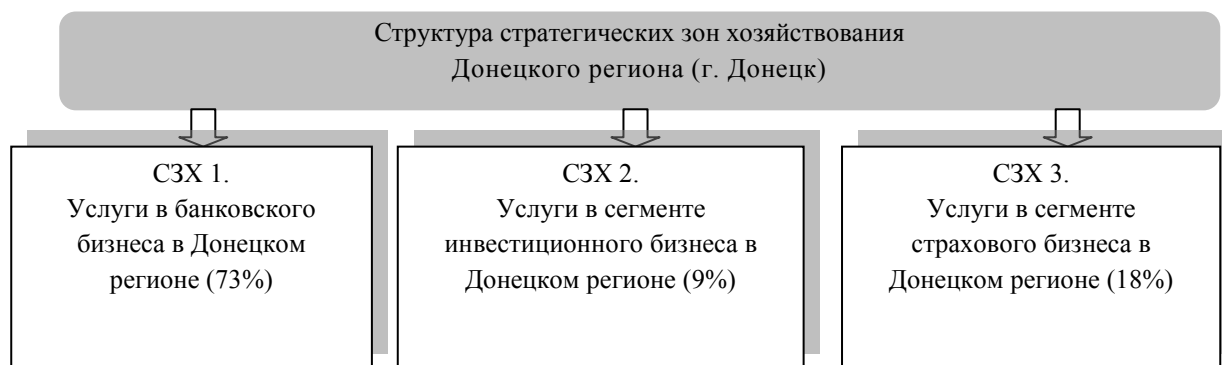 Структура стратегических зон хозяйствования
Донецкого региона (г. Донецк)
СЗХ 1.
Услуги в банковского
бизнеса в Донецком
регионе (73%)
СЗХ 2.
Услуги в сегменте
инвестиционного бизнеса в
Донецком регионе (9%)
СЗХ 3.
Услуги в сегменте
страхового бизнеса в
Донецком регионе (18%)